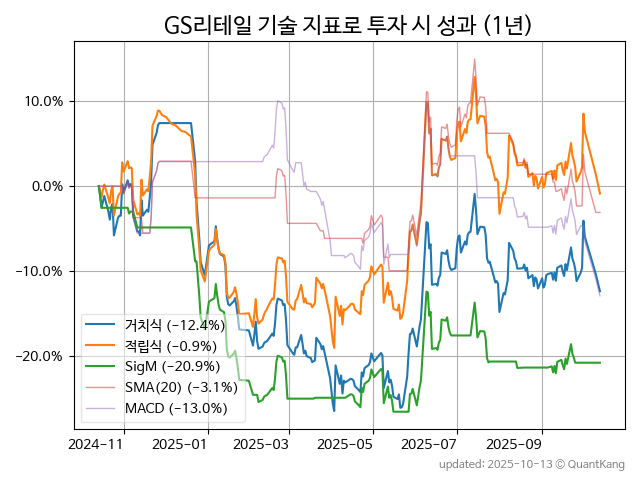 GS리테일 기술 지표로 투자 시 성과 (1년)
10.0%
0.0%
−10.0%
−20.0%
거치식 (−12.4%)
적립식 (−0.9%)
SigM (−20.9%)
SMA(20) (−3.1%)
MACD (−13.0%)
2024−11
2025−01
2025−03
2025−05
2025−07
2025−09
updated: 2025-10-13 ⓒ QuantKang